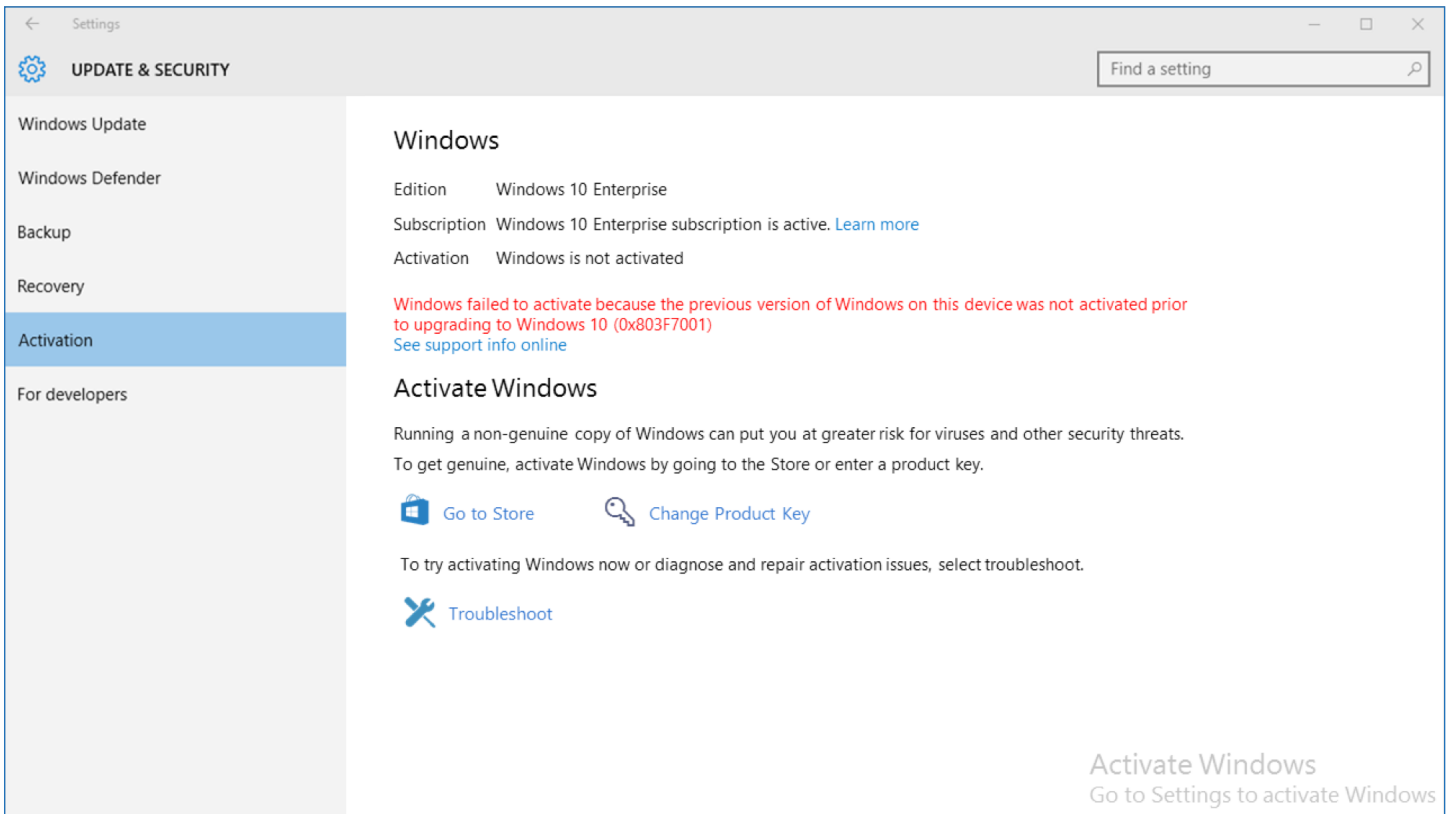 Settings
UPDATE & SECURITY
Find a setting
Windows Update
Windows Defender
Backup
Recovery
Activation
For developers
Windows
Edition Windows 10 Enterprise
Subscription Windows 10 Enterprise subscription is active. Learn more
Activation Windows is not activated
Windows failed to activate because the previous version of Windows on this device was not activated prior
to upgrading to Windows 10 (0x803F7001)
See support info online
Activate Windows
Running a non-genuine copy of Windows can put you at greater risk for viruses and other security threats.
To get genuine, activate Windows by going to the Store or enter a product key.
Go to Store Change Product Key
To try activating Windows now or diagnose and repair activation issues, select troubleshoot.
Troubleshoot
Activate Windows
Go to Settings to activate Windows